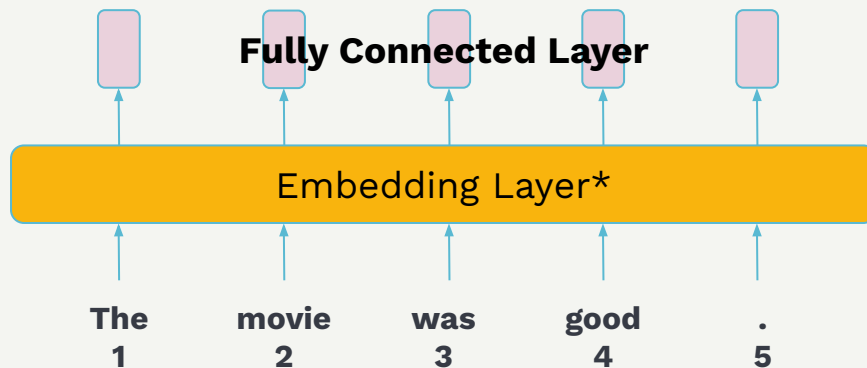 Fully Connected Layer
Embedding Layer*
The movie was good .
1 2 3 4 5